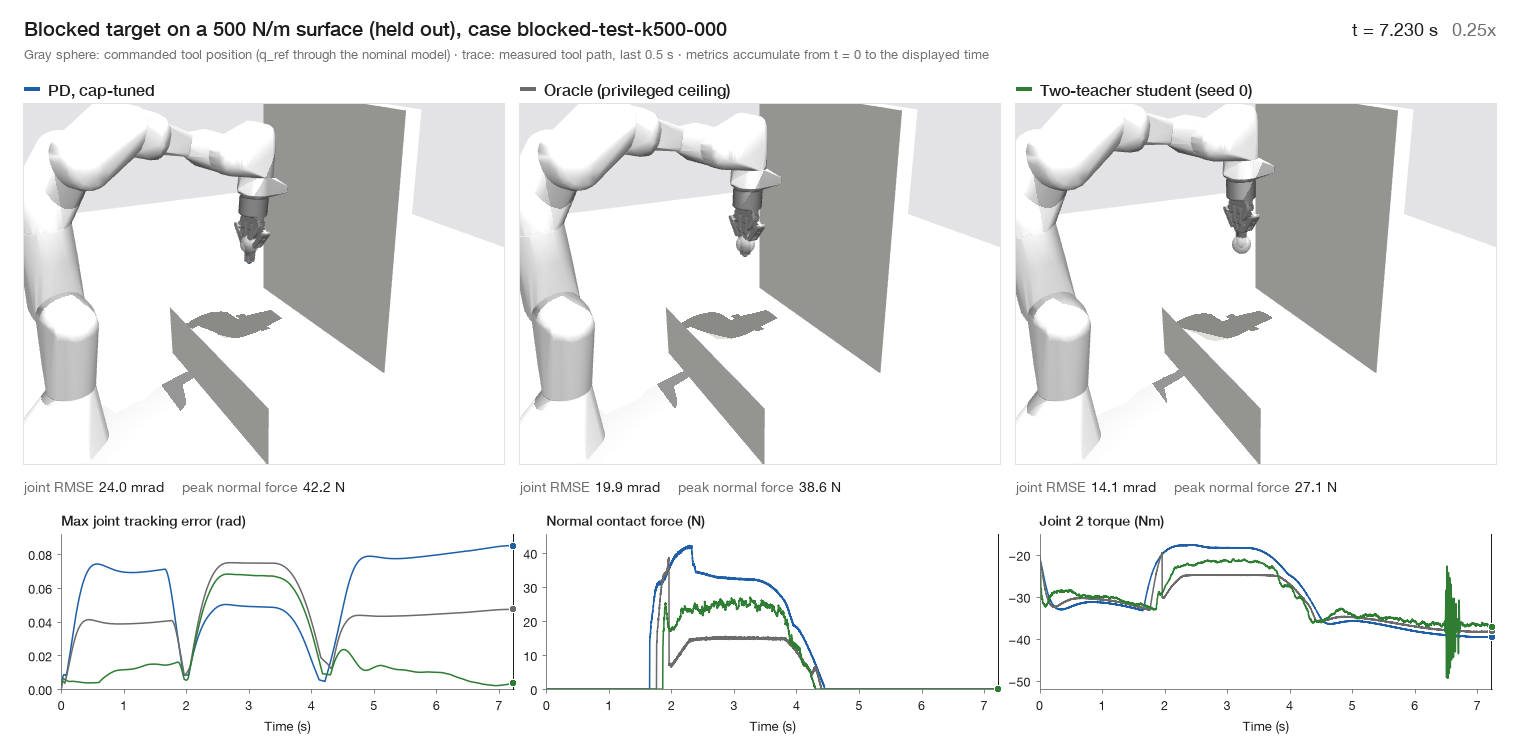 Blocked target on a 500 N/m surface (held out), case blocked-test-k500-000
t = 7.230 s 0.25x
Gray sphere: commanded tool position (q_ref through the nominal model) · trace: measured tool path, last 0.5 s · metrics accumulate from t = 0 to the displayed time
PD, cap-tuned
Oracle (privileged ceiling)
Two-teacher student (seed 0)
joint RMSE 24.0 mrad peak normal force 42.2 N
joint RMSE 19.9 mrad peak normal force 38.6 N
joint RMSE 14.1 mrad peak normal force 27.1 N
Max joint tracking error (rad)
0.08
0.06
0.04
0.02
0.00
0 1 2 3 4 5 6 7
Time (s)
Normal contact force (N)
40
30
20
10
0
0 1 2 3 4 5 6 7
Time (s)
Joint 2 torque (Nm)
−20
−30
−40
−50
0 1 2 3 4 5 6 7
Time (s)